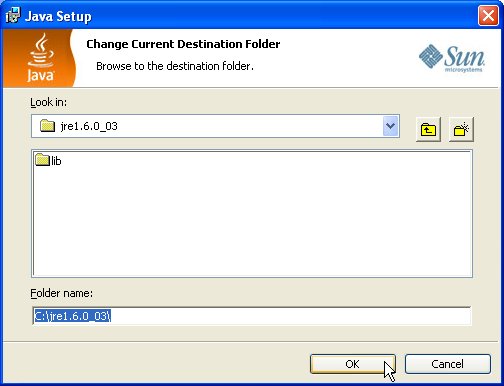 Java Setup
Change Current Destination Folder
Browse to the destination folder.
Java
Sun
microsystems
Look in:
jre1.6.0_03
lib
Folder name:
C:\jre1.6.0_03\
OK
Cancel